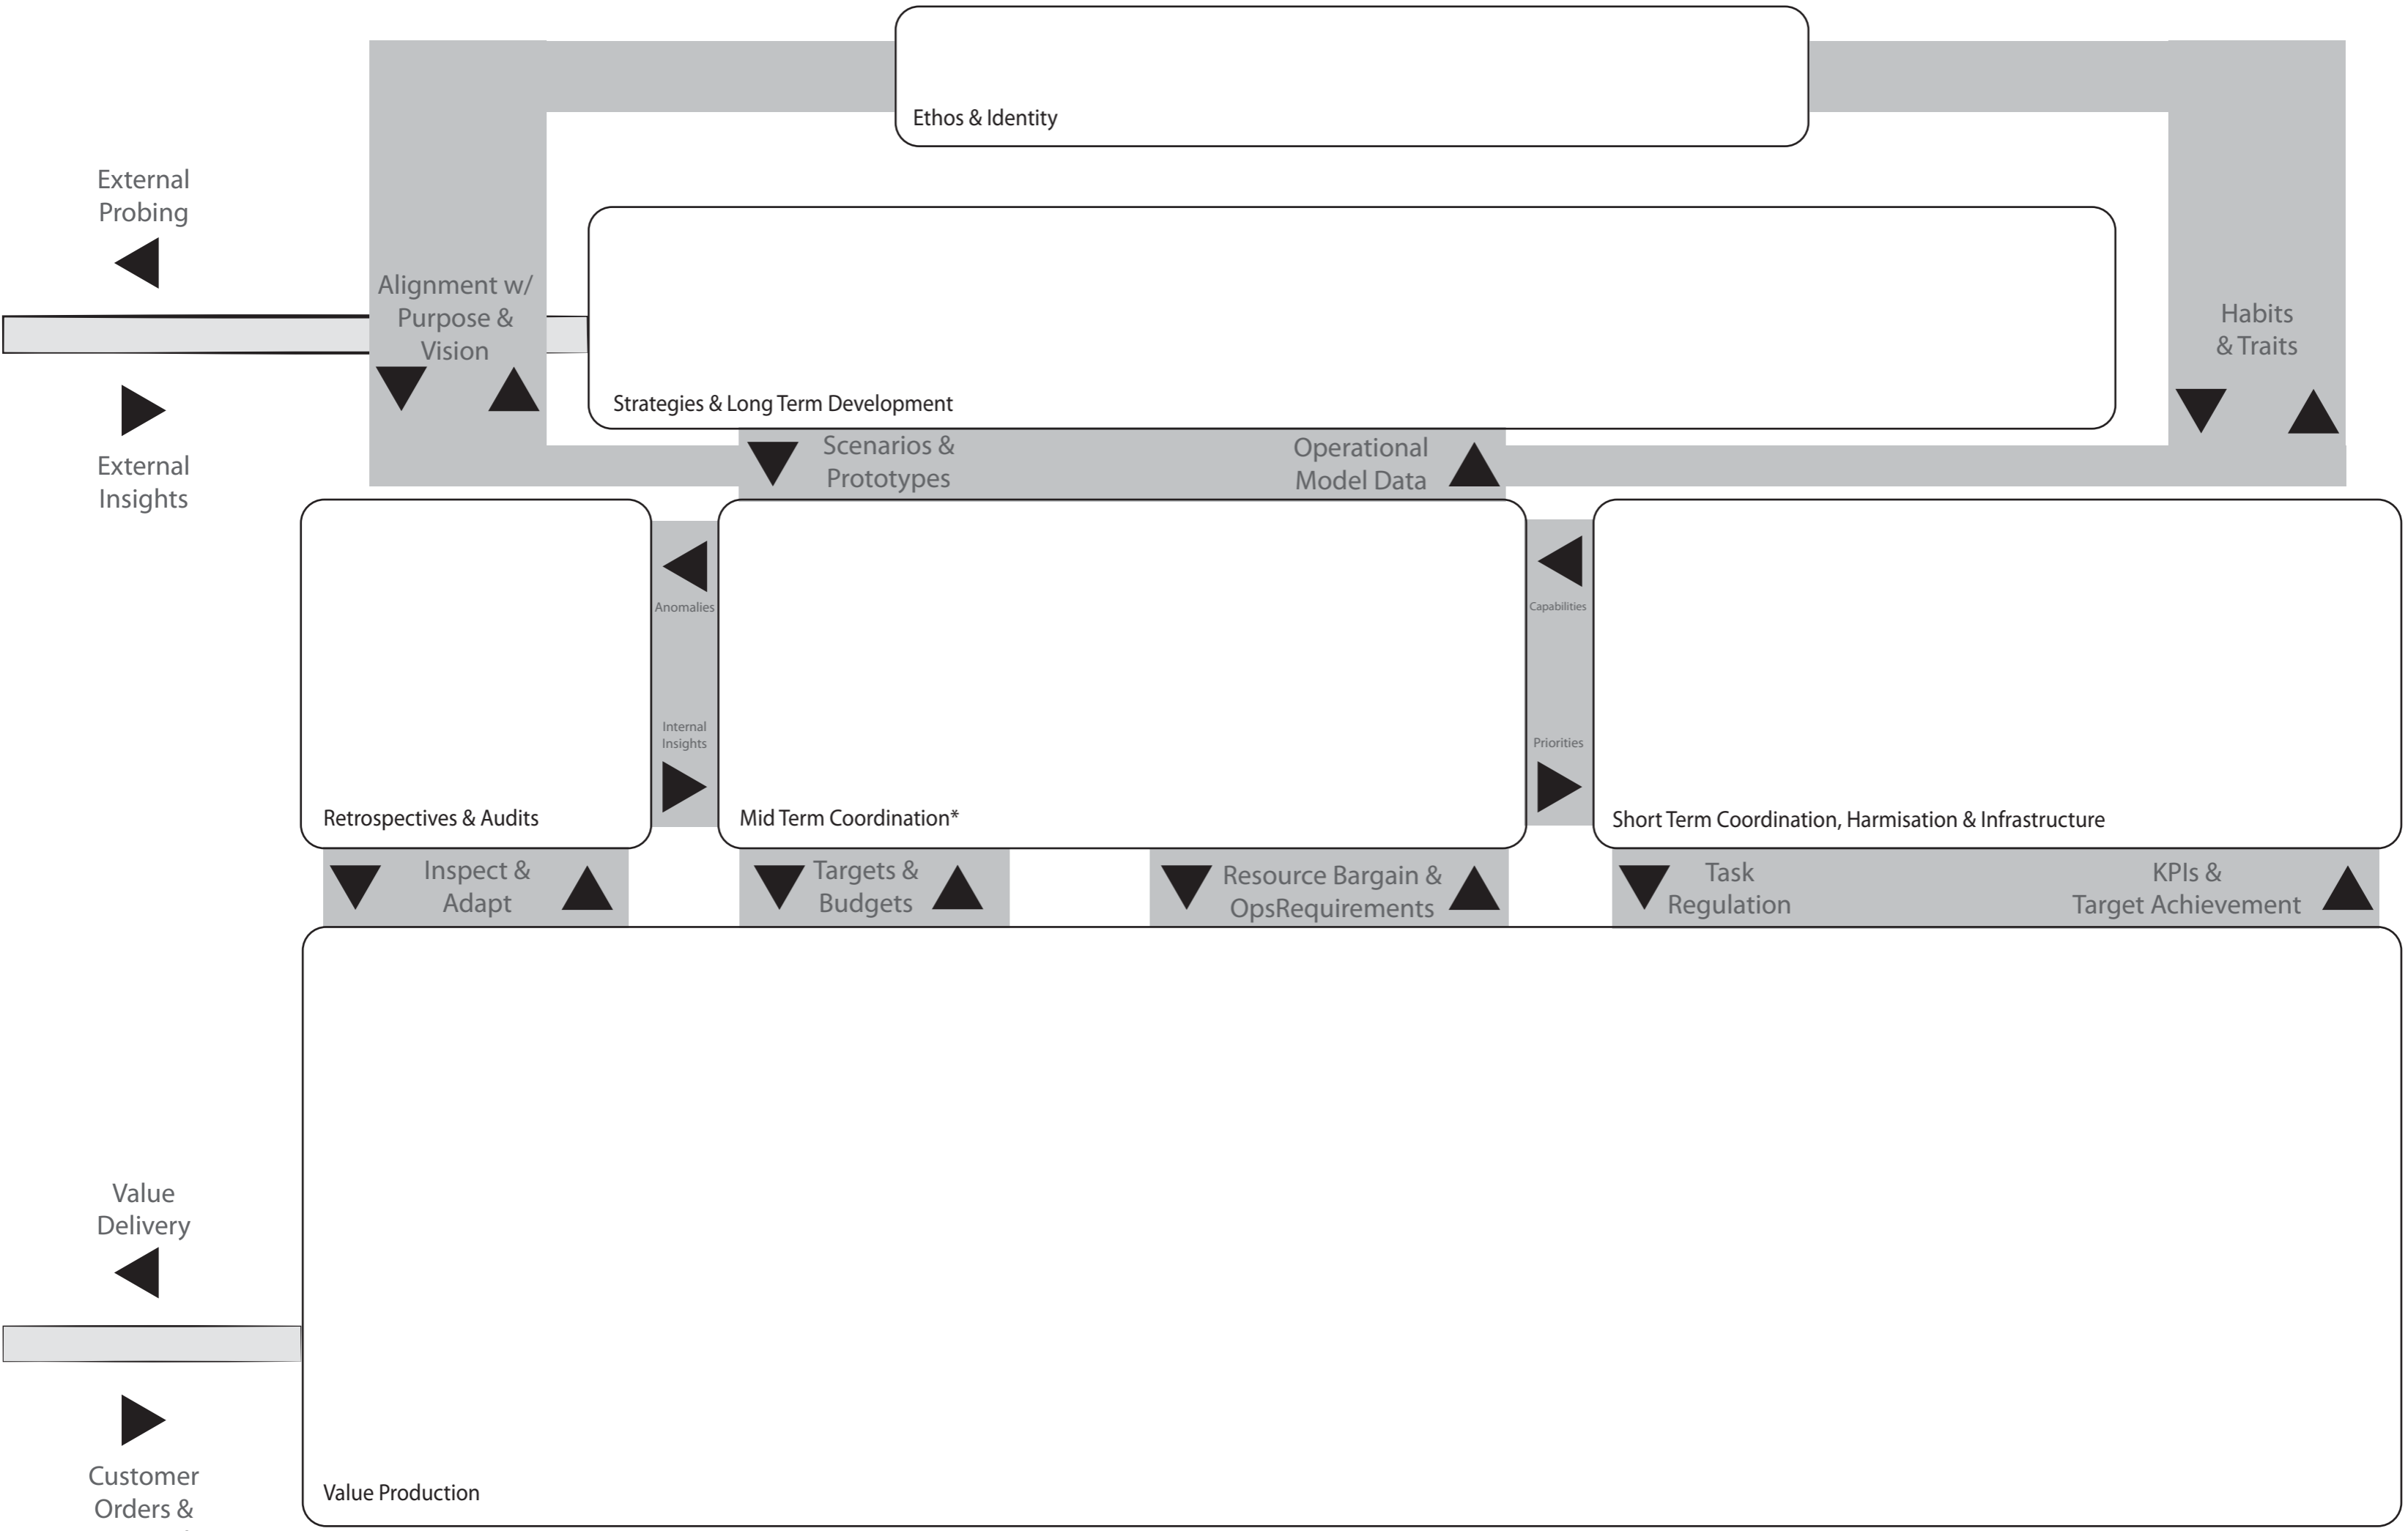 Ethos & Identity
External
Probing
Alignment w/
Purpose &
Vision
Habits
& Traits
Strategies & Long Term Development
External
Insights
Scenarios &
Prototypes
Operational
Model Data
Anomalies
Internal
Insights
Capabilities
Priorities
Retrospectives & Audits
Mid Term Coordination*
Short Term Coordination, Harmisation & Infrastructure
Inspect &
Adapt
Targets &
Budgets
Resource Bargain &
OpsRequirements
Task
Regulation
KPIs &
Target Achievement
Value
Delivery
Customer
Orders &
Value Production